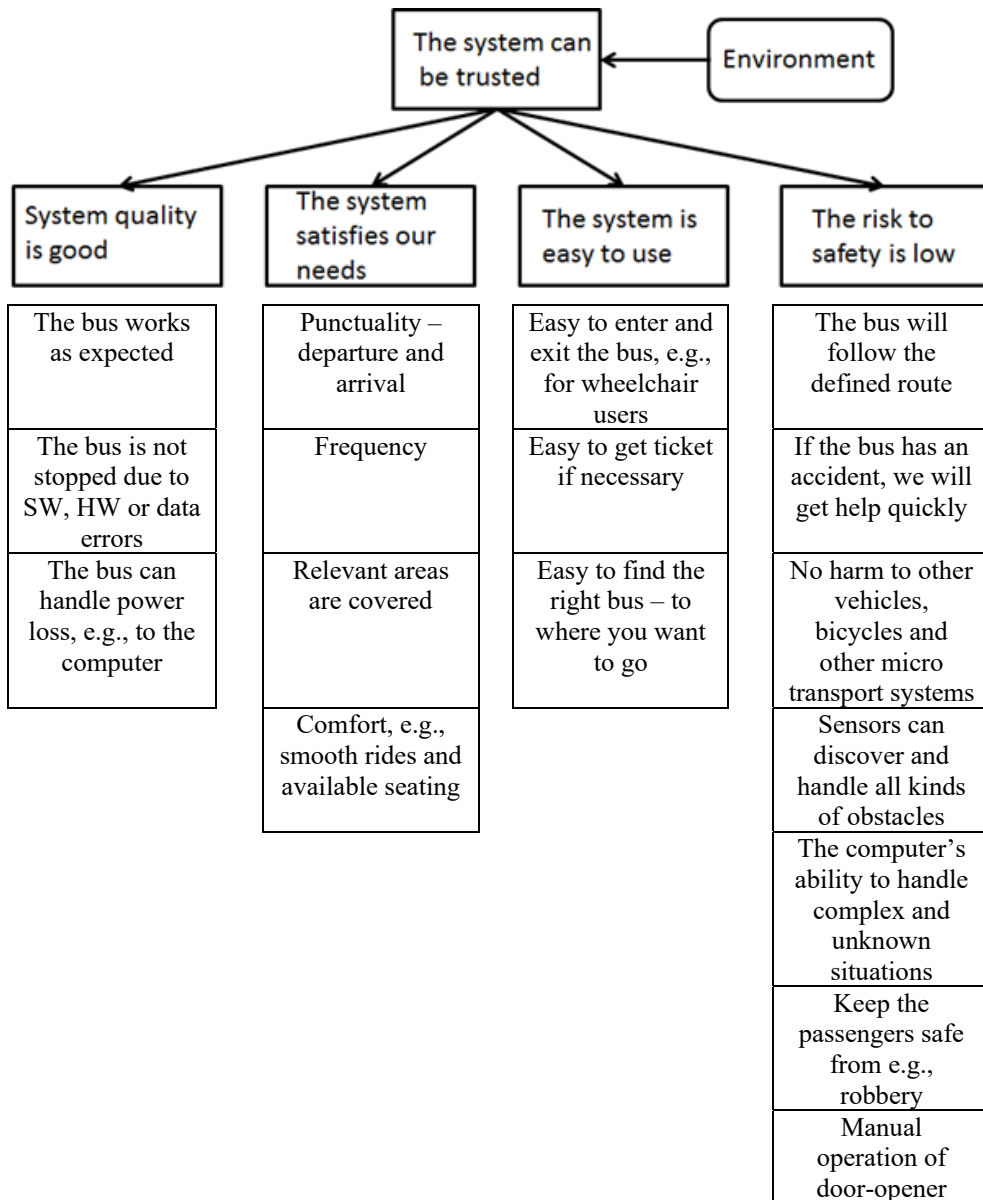 The system can
be trusted
Environment
System quality
is good
The system
satisfies our
needs
The system is
easy to use
The risk to
safety is low
The bus works
as expected
The bus is not
stopped due to
SW, HW or data
errors
The bus can
handle power
loss, e.g., to the
computer
Punctuality –
departure and
arrival
Frequency
Relevant areas
are covered
Comfort, e.g.,
smooth rides and
available seating
Easy to enter and
exit the bus, e.g.,
for wheelchair
users
Easy to get ticket
if necessary
Easy to find the
right bus – to
where you want
to go
The bus will
follow the
defined route
If the bus has an
accident, we will
get help quickly
No harm to other
vehicles,
bicycles and
other micro
transport systems
Sensors can
discover and
handle all kinds
of obstacles
The computer’s
ability to handle
complex and
unknown
situations
Keep the
passengers safe
from e.g.,
robbery
Manual
operation of
door-opener